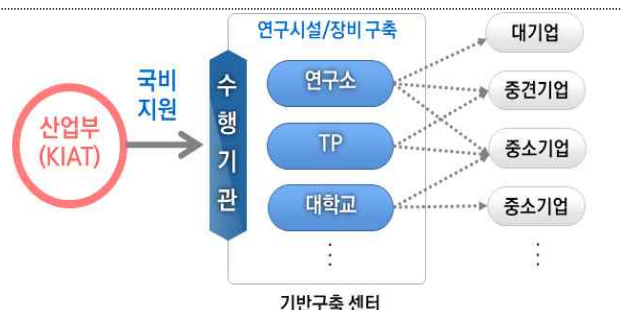 연구시설/장비 구축
국비
지원
산업부
(KIAT)
수
행
기
관
연구소
TP
대학교
⋮
기반구축 센터
대기업
중견기업
중소기업
중소기업
⋮